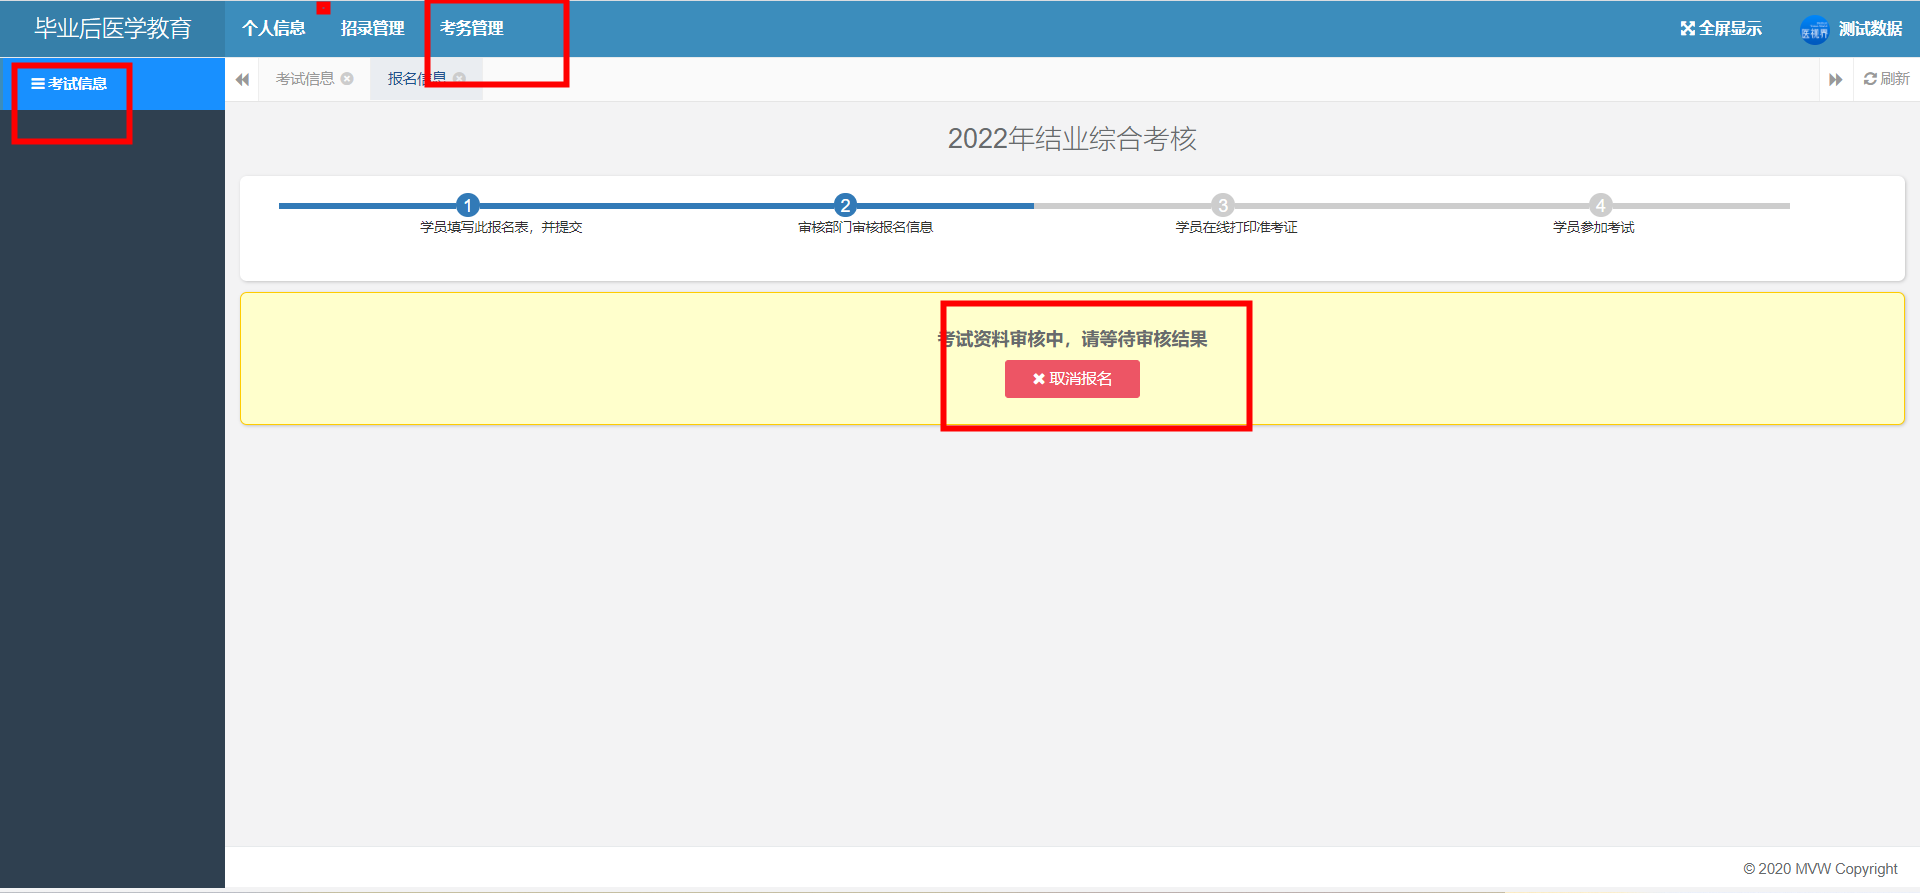 毕业后医学教育
个人信息
招录管理
考务管理
全屏显示
医视界
测试数据
考试信息
考试信息
报名信息
刷新
2022年结业综合考核
1
2
3
4
学员填写此报名表，并提交
审核部门审核报名信息
学员在线打印准考证
学员参加考试
考试资料审核中，请等待审核结果
取消报名
© 2020 MVW Copyright